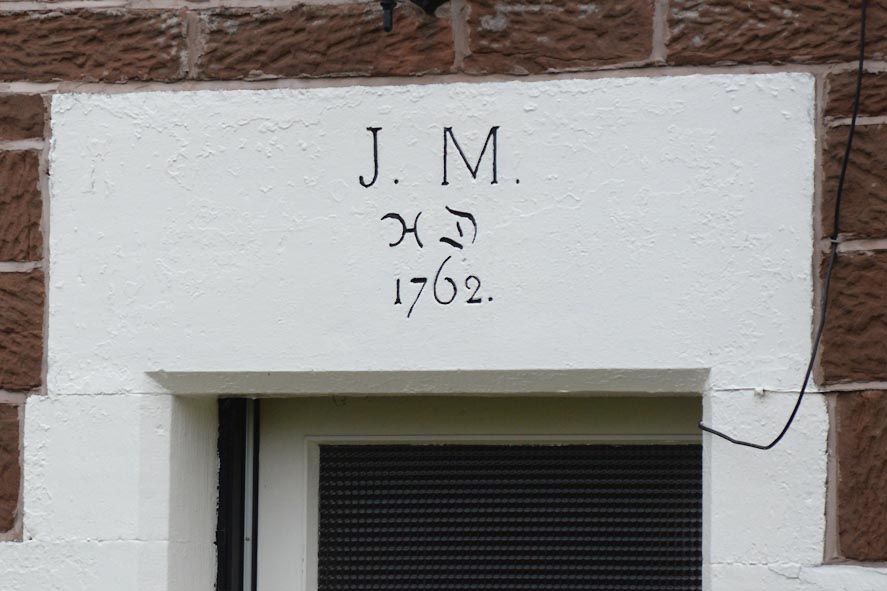 J. M.
H D
1762.